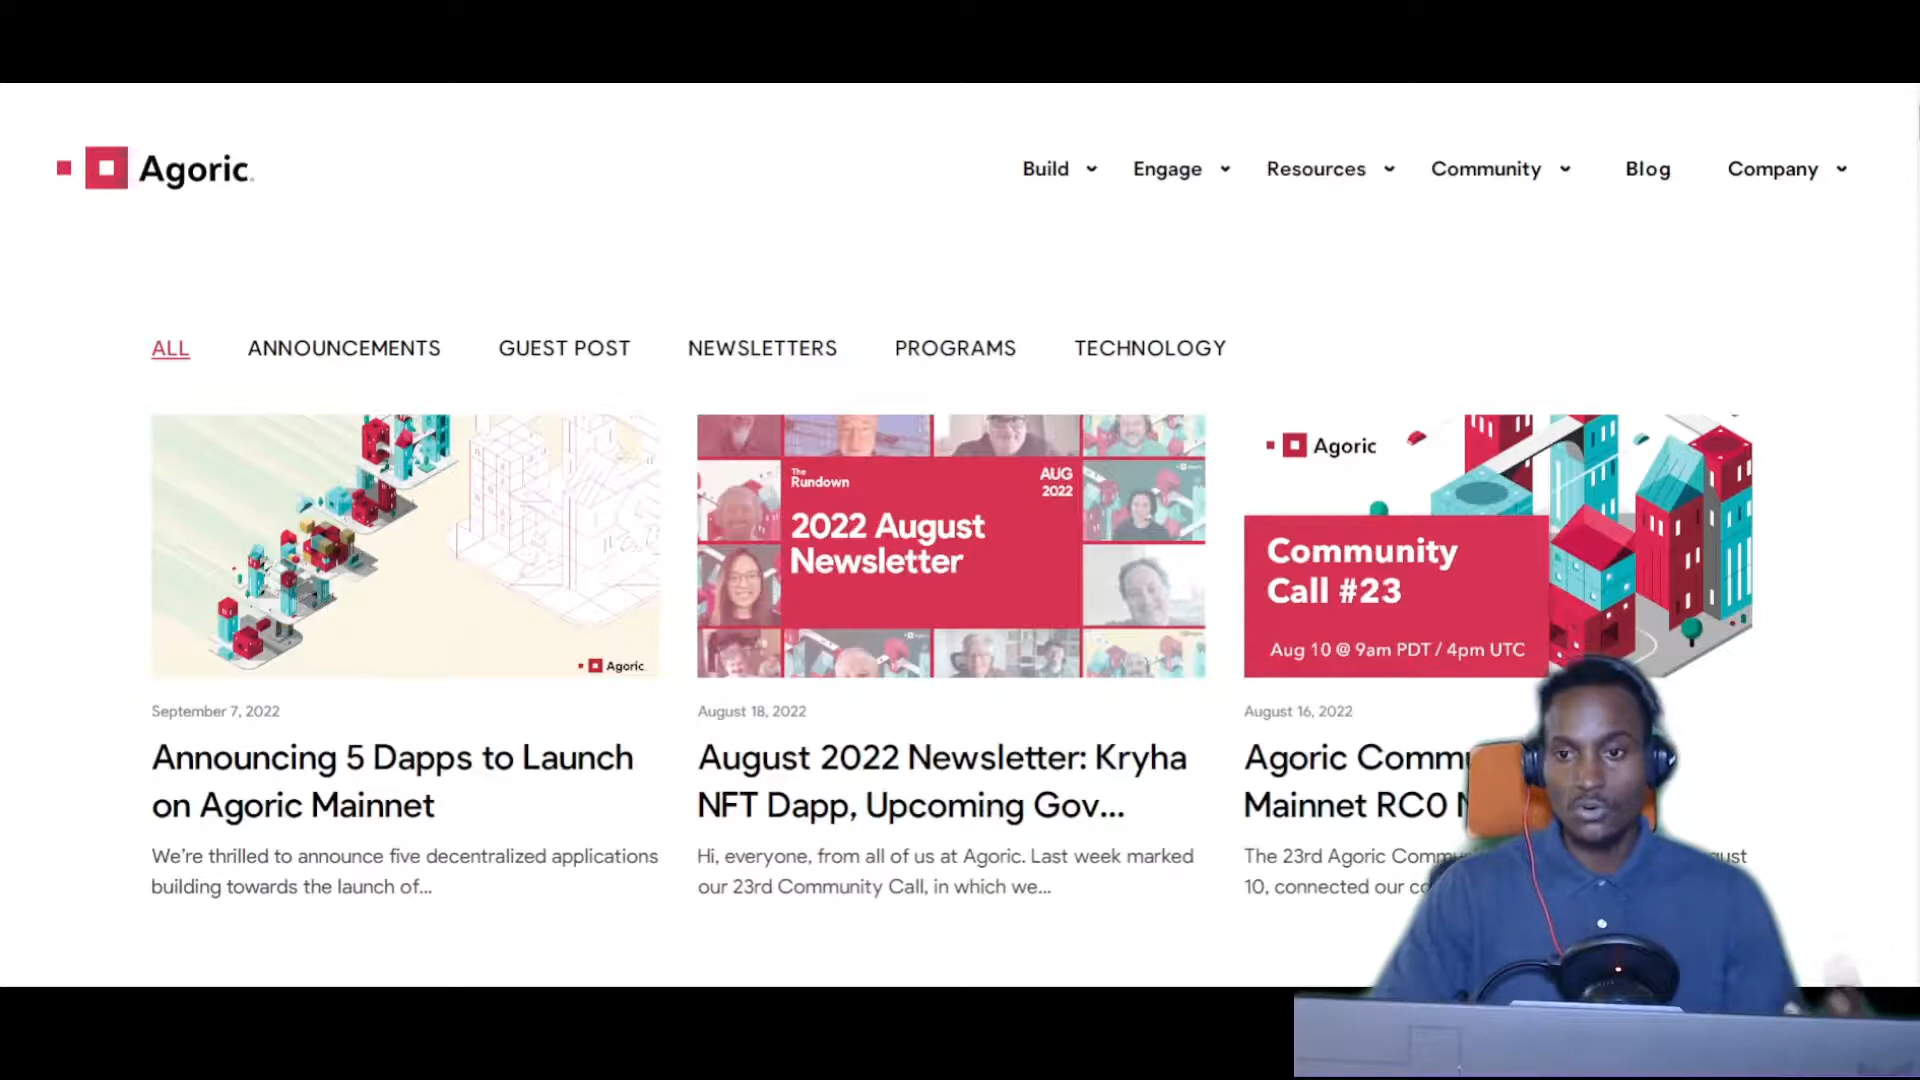 Agoric
Build
Engage
Resources
Community
Blog
Company
ALL
ANNOUNCEMENTS
GUEST POST
NEWSLETTERS
PROGRAMS
TECHNOLOGY
Agoric
The
Rundown
AUG
2022
2022 August
Newsletter
Agoric
Community
Call #23
Aug 10 @ 9am PDT / 4pm UTC
September 7, 2022
Announcing 5 Dapps to Launch
on Agoric Mainnet
We're thrilled to announce five decentralized applications
building towards the launch of...
August 18, 2022
August 2022 Newsletter: Kryha
NFT Dapp, Upcoming Gov...
Hi, everyone, from all of us at Agoric. Last week marked
our 23rd Community Call, in which we...
August 16, 2022
Agoric
Mainnet RC0
The 23rd Agoric
10, connected our